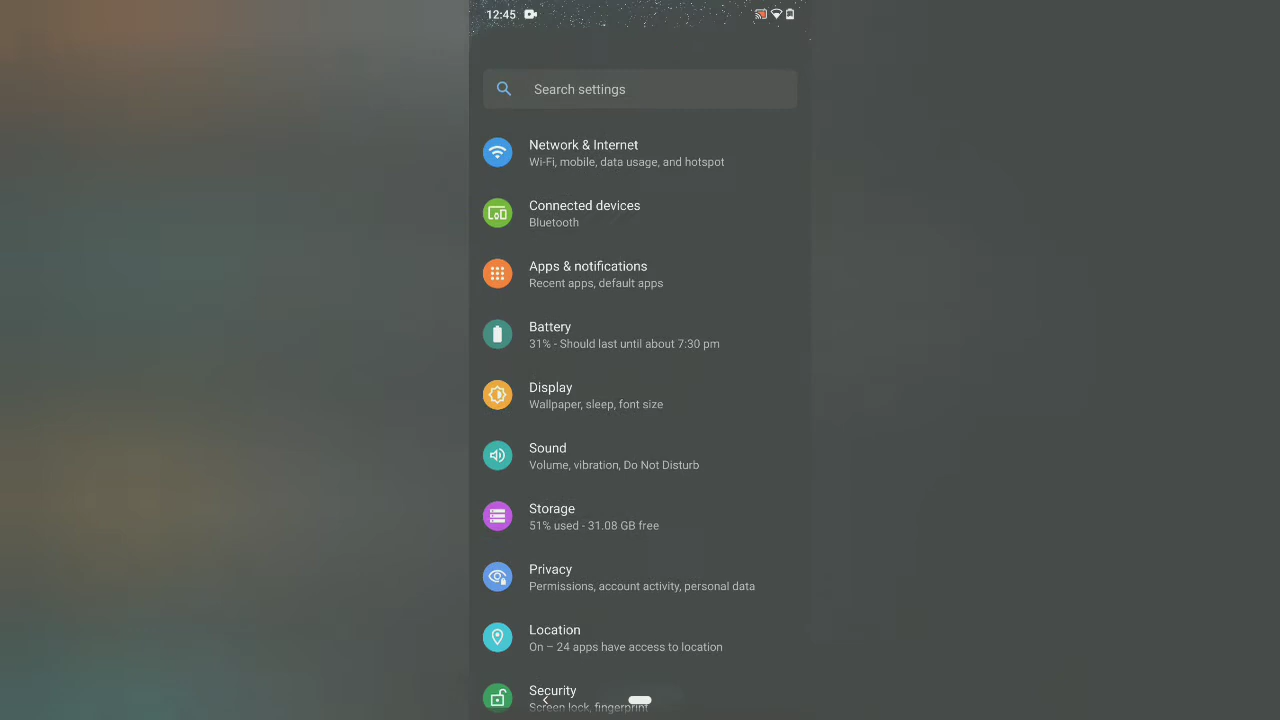 12:45
Search settings
Network & Internet
Wi-Fi, mobile, data usage, and hotspot
Connected devices
Bluetooth
Apps & notifications
Recent apps, default apps
Battery
31% - Should last until about 7:30 pm
Display
Wallpaper, sleep, font size
Sound
Volume, vibration, Do Not Disturb
Storage
51% used - 31.08 GB free
Privacy
Permissions, account activity, personal data
Location
On – 24 apps have access to location
Security
Screen lock, fingerprint